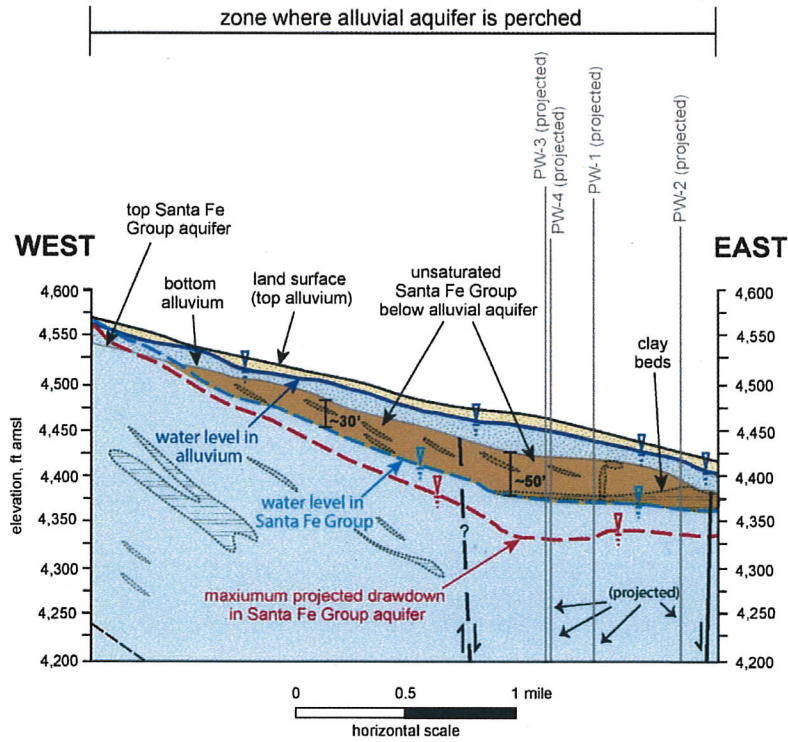 zone where alluvial aquifer is perched
PW-3 (projected)
PW-4 (projected)
PW-1 (projected)
PW-2 (projected)
top Santa Fe
Group aquifer
WEST
EAST
bottom
alluvium
land surface
(top alluvium)
unsaturated
Santa Fe Group
below alluvial aquifer
clay
beds
4,600
4,550
4,500
4,450
4,400
4,350
4,300
4,250
4,200
elevation, ft amsl
4,600
4,550
4,500
4,450
4,400
4,350
4,300
4,250
4,200
~30'
~50'
water level in
alluvium
water level in
Santa Fe Group
?
maxiumum projected drawdown
in Santa Fe Group aquifer
(projected)
0 0.5 1 mile
horizontal scale